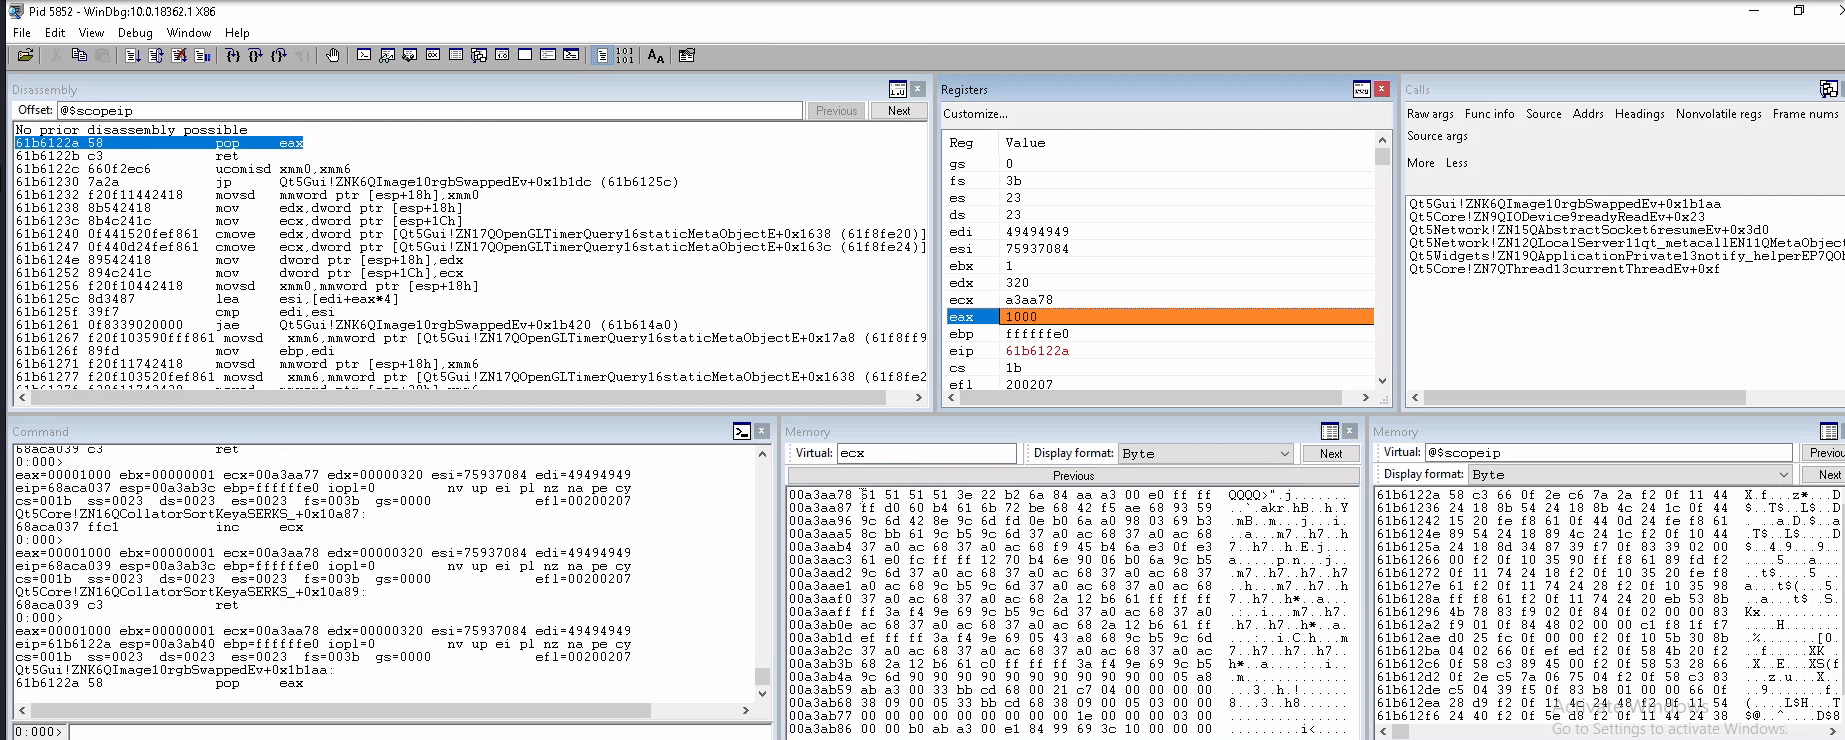 Pid 5852 - WinDbg:10.0.18362.1 X86
File Edit View Debug Window Help
Disassembly
Offset: @$scopeip Previous Next
No prior disassembly possible
61b6122a 58 pop eax
61b6122b c3 ret
61b6122c 660f2ec6 ucomisd xmm0,xmm6
61b61230 7a2a jp Qt5Gui!ZNK6QImage10rgbSwappedEv+0x1b1dc (61b6125c)
61b61232 f20f11442418 movsd mmword ptr [esp+18h],xmm0
61b61238 8b542418 mov edx,dword ptr [esp+18h]
61b6123c 8b4c241c mov ecx,dword ptr [esp+1Ch]
61b61240 0f441520fef861 cmove edx,dword ptr [Qt5Gui!ZN17QOpenGLTimerQuery16staticMetaObjectE+0x1638 (61f8fe20)]
61b61247 0f440d24fef861 cmove ecx,dword ptr [Qt5Gui!ZN17QOpenGLTimerQuery16staticMetaObjectE+0x163c (61f8fe24)]
61b6124e 89542418 mov dword ptr [esp+18h],edx
61b61252 894c241c mov dword ptr [esp+1Ch],ecx
61b61256 f20f10442418 movsd xmm0,mmword ptr [esp+18h]
61b6125c 8d3487 lea esi,[edi+eax*4]
61b6125f 39f7 cmp edi,esi
61b61261 0f8339020000 jae Qt5Gui!ZNK6QImage10rgbSwappedEv+0x1b420 (61b614a0)
61b61267 f20f103590fff861 movsd xmm6,mmword ptr [Qt5Gui!ZN17QOpenGLTimerQuery16staticMetaObjectE+0x17a8 (61f8ff9
61b6126f 89fd mov ebp,edi
61b61271 f20f11742418 movsd mmword ptr [esp+18h],xmm6
61b61277 f20f103520fef861 movsd xmm6,mmword ptr [Qt5Gui!ZN17QOpenGLTimerQuery16staticMetaObjectE+0x1638 (61f8fe2
Registers
Customize...
Reg Value
gs 0
fs 3b
es 23
ds 23
edi 49494949
esi 75937084
ebx 1
edx 320
ecx a3aa78
eax 1000
ebp ffffffe0
eip 61b6122a
cs 1b
efl 200207
Calls
Raw args Func info Source Addrs Headings Nonvolatile regs Frame nums
Source args
More Less
Qt5Gui!ZNK6QImage10rgbSwappedEv+0x1b1aa
Qt5Core!ZN9QIODevice9readyReadEv+0x23
Qt5Network!ZN15QAbstractSocket6resumeEv+0x3d0
Qt5Network!ZN12QLocalServer11qt_metacallEN11QMetaObject
Qt5Widgets!ZN19QApplicationPrivate13notify_helperEP7QOb
Qt5Core!ZN7QThread13currentThreadEv+0xf
Command
68aca039 c3 ret
0:000>
eax=00001000 ebx=00000001 ecx=00a3aa77 edx=00000320 esi=75937084 edi=49494949
eip=68aca037 esp=00a3ab3c ebp=ffffffe0 iopl=0 nv up ei pl nz na pe cy
cs=001b ss=0023 ds=0023 es=0023 fs=003b gs=0000 efl=00200207
Qt5Core!ZN16QCollatorSortKeyaSERKS_+0x10a87:
68aca037 ffc1 inc ecx
0:000>
eax=00001000 ebx=00000001 ecx=00a3aa78 edx=00000320 esi=75937084 edi=49494949
eip=68aca039 esp=00a3ab3c ebp=ffffffe0 iopl=0 nv up ei pl nz na pe cy
cs=001b ss=0023 ds=0023 es=0023 fs=003b gs=0000 efl=00200207
Qt5Core!ZN16QCollatorSortKeyaSERKS_+0x10a89:
68aca039 c3 ret
0:000>
eax=00001000 ebx=00000001 ecx=00a3aa78 edx=00000320 esi=75937084 edi=49494949
eip=61b6122a esp=00a3ab40 ebp=ffffffe0 iopl=0 nv up ei pl nz na pe cy
cs=001b ss=0023 ds=0023 es=0023 fs=003b gs=0000 efl=00200207
Qt5Gui!ZNK6QImage10rgbSwappedEv+0x1b1aa:
61b6122a 58 pop eax
0:000>
Memory
Virtual: ecx Display format: Byte Next
Previous
00a3aa78 51 51 51 51 3e 22 b2 6a 84 aa a3 00 e0 ff ff QQQQ>".j.......
00a3aa87 ff d0 60 b4 61 6b 72 be 68 42 f5 ae 68 93 59 ..`.akr.hB..h.Y
00a3aa96 9c 6d 42 8e 9c 6d fd 0e b0 6a a0 98 03 69 b3 .mB..m...j...i.
00a3aaa5 8c bb 61 9c b5 9c 6d 37 a0 ac 68 37 a0 ac 68 ..a...m7..h7..h
00a3aab4 37 a0 ac 68 37 a0 ac 68 f9 45 b4 6a e3 0f e3 7..h7..h.E.j...
00a3aac3 61 e0 fc ff ff 12 70 b4 6e 90 06 b0 6a 9c b5 a.....p.n...j..
00a3aad2 9c 6d 37 a0 ac 68 37 a0 ac 68 37 a0 ac 68 37 .m7..h7..h7..h7
00a3aae1 a0 ac 68 9c b5 9c 6d 37 a0 ac 68 37 a0 ac 68 ..h...m7..h7..h
00a3aaf0 37 a0 ac 68 37 a0 ac 68 2a 12 b6 61 ff ff ff 7..h7..h*..a...
00a3aaff ff 3a f4 9e 69 9c b5 9c 6d 37 a0 ac 68 37 a0 .:..i...m7..h7.
00a3ab0e ac 68 37 a0 ac 68 37 a0 ac 68 2a 12 b6 61 ff .h7..h7..h*..a.
00a3ab1d ef ff ff 3a f4 9e 69 05 43 a8 68 9c b5 9c 6d ...:..i.C.h...m
00a3ab2c 37 a0 ac 68 37 a0 ac 68 37 a0 ac 68 37 a0 ac 7..h7..h7..h7..
00a3ab3b 68 2a 12 b6 61 c0 ff ff ff 3a f4 9e 69 9c b5 h*..a....:..i..
00a3ab4a 9c 6d 90 90 90 90 90 90 90 90 90 90 00 05 a8 .m.............
00a3ab59 ab a3 00 33 bb cd 68 00 21 c7 04 00 00 00 00 ...3..h.!......
00a3ab68 38 09 00 05 33 bb cd 68 38 09 00 05 03 00 00 8...3..h8......
00a3ab77 00 00 00 00 00 00 00 00 1e 00 00 00 03 00 00 ...............
00a3ab86 00 00 b0 ab a3 00 e1 84 99 69 3c 10 00 00 00 .........i<....
Memory
Virtual: @$scopeip Previou
Display format: Byte Next
61b6122a 58 c3 66 0f 2e c6 7a 2a f2 0f 11 44 X.f...z*...D
61b61236 24 18 8b 54 24 18 8b 4c 24 1c 0f 44 $..T$..L$..D
61b61242 15 20 fe f8 61 0f 44 0d 24 fe f8 61 . ..a.D.$..a
61b6124e 89 54 24 18 89 4c 24 1c f2 0f 10 44 .T$..L$....D
61b6125a 24 18 8d 34 87 39 f7 0f 83 39 02 00 $..4.9...9..
61b61266 00 f2 0f 10 35 90 ff f8 61 89 fd f2 ....5...a...
61b61272 0f 11 74 24 18 f2 0f 10 35 20 fe f8 ..t$....5 ..
61b6127e 61 f2 0f 11 74 24 28 f2 0f 10 35 98 a...t$(...5.
61b6128a ff f8 61 f2 0f 11 74 24 20 eb 53 8b ..a...t$ .S.
61b61296 4b 78 83 f9 02 0f 84 0f 02 00 00 83 Kx..........
61b612a2 f9 01 0f 84 48 02 00 00 c1 f8 1f f7 ....H.......
61b612ae d0 25 fc 0f 00 00 f2 0f 10 5b 30 8b .%.......[0.
61b612ba 04 02 66 0f ef ed f2 0f 58 4b 20 f2 ..f.....XK .
61b612c6 0f 58 c3 89 45 00 f2 0f 58 53 28 66 .X..E...XS(f
61b612d2 0f 2e c5 7a 06 75 04 f2 0f 58 c3 83 ...z.u...X..
61b612de c5 04 39 f5 0f 83 b8 01 00 00 66 0f ..9.......f.
61b612ea 28 d9 f2 0f 11 4c 24 48 f2 0f 11 54 (....L$H...T
61b612f6 24 40 f2 0f 5e d8 f2 0f 11 44 24 38 $@..^....D$8
Activate Windows
Go to Settings to activate Windows.